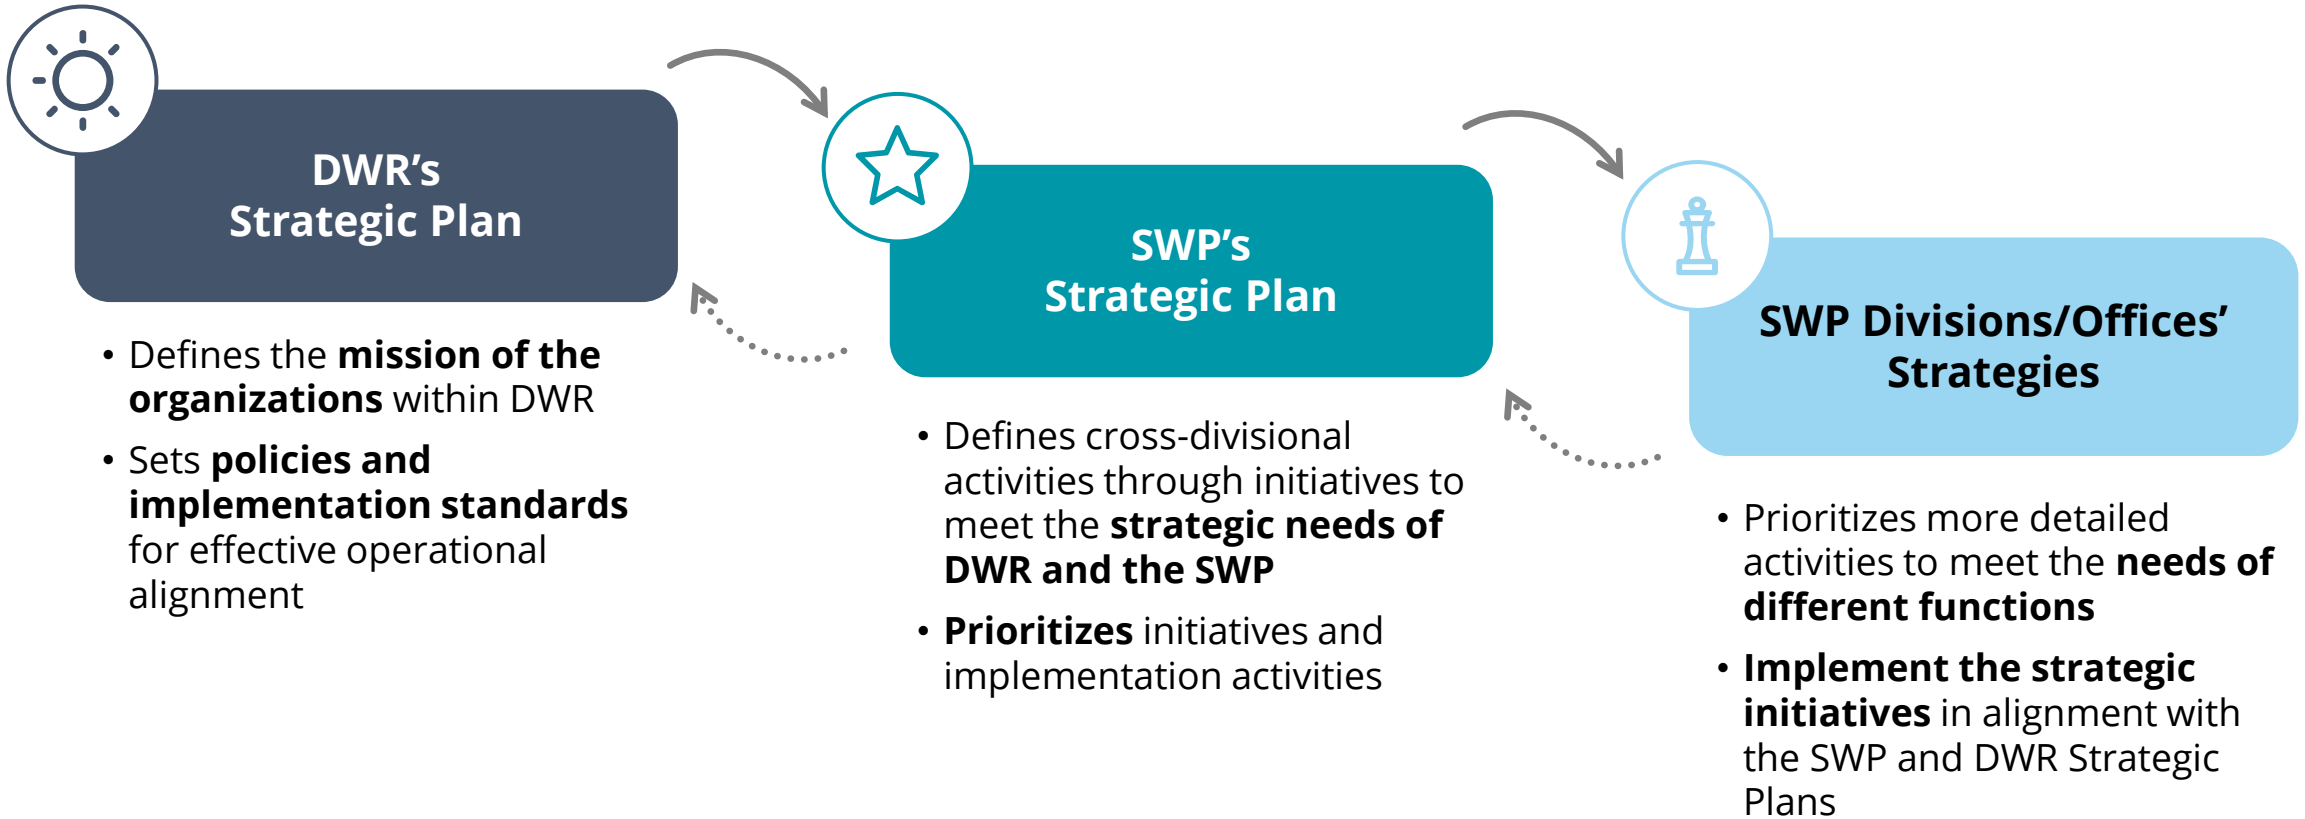 DWR’s
Strategic Plan
• Defines the mission of the
organizations within DWR
• Sets policies and
implementation standards
for effective operational
alignment
SWP’s
Strategic Plan
• Defines cross-divisional
activities through initiatives to
meet the strategic needs of
DWR and the SWP
• Prioritizes initiatives and
implementation activities
SWP Divisions/Offices’
Strategies
• Prioritizes more detailed
activities to meet the needs of
different functions
• Implement the strategic
initiatives in alignment with
the SWP and DWR Strategic
Plans